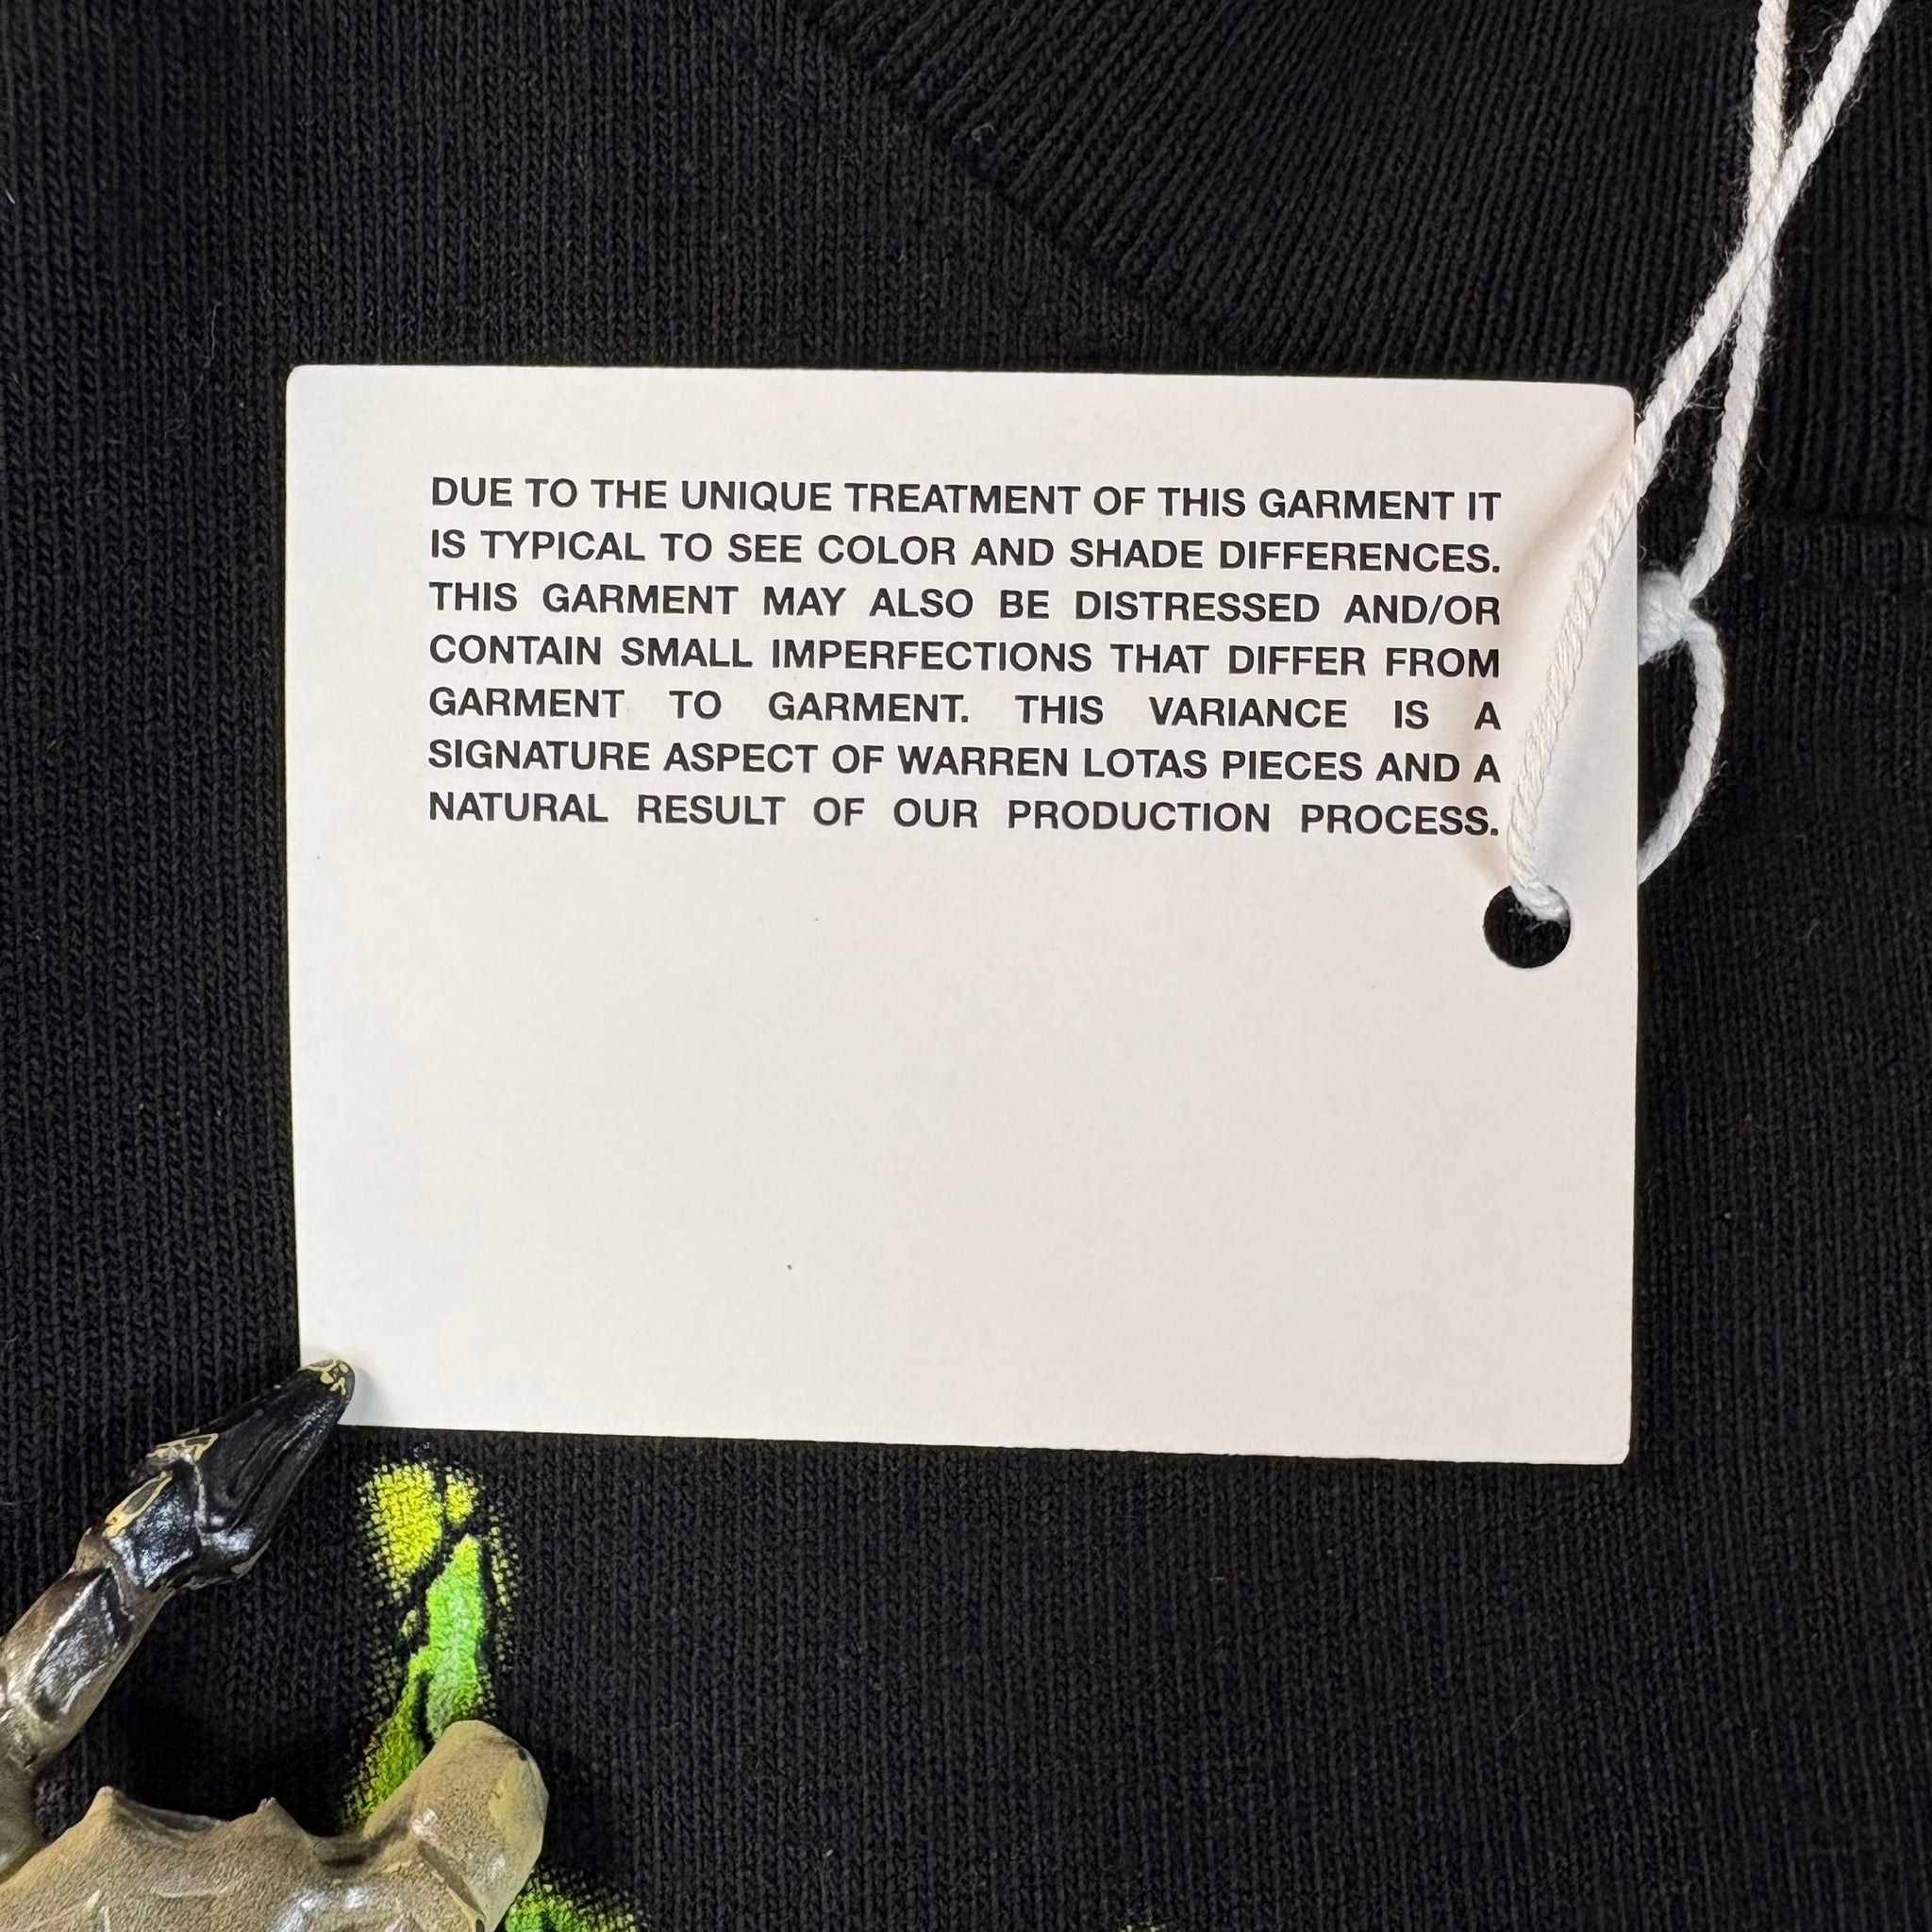 DUE TO THE UNIQUE TREATMENT OF THIS GARMENT IT
IS TYPICAL TO SEE COLOR AND SHADE DIFFERENCES.
THIS GARMENT MAY ALSO BE DISTRESSED AND/OR
CONTAIN SMALL IMPERFECTIONS THAT DIFFER FROM
GARMENT TO GARMENT. THIS VARIANCE IS A
SIGNATURE ASPECT OF WARREN LOTAS PIECES AND A
NATURAL RESULT OF OUR PRODUCTION PROCESS.